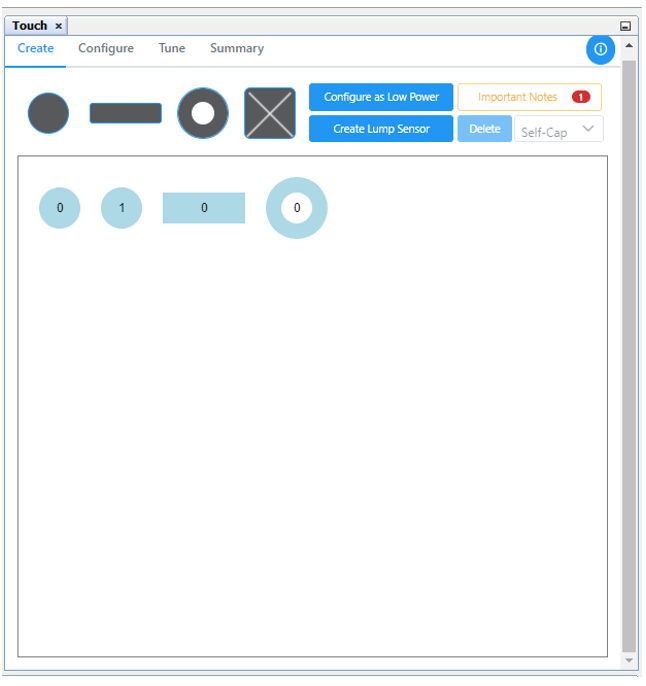 Touch ×
Create Configure Tune Summary
Configure as Low Power Important Notes 1
Create Lump Sensor Delete Self-Cap
0 1 0 0